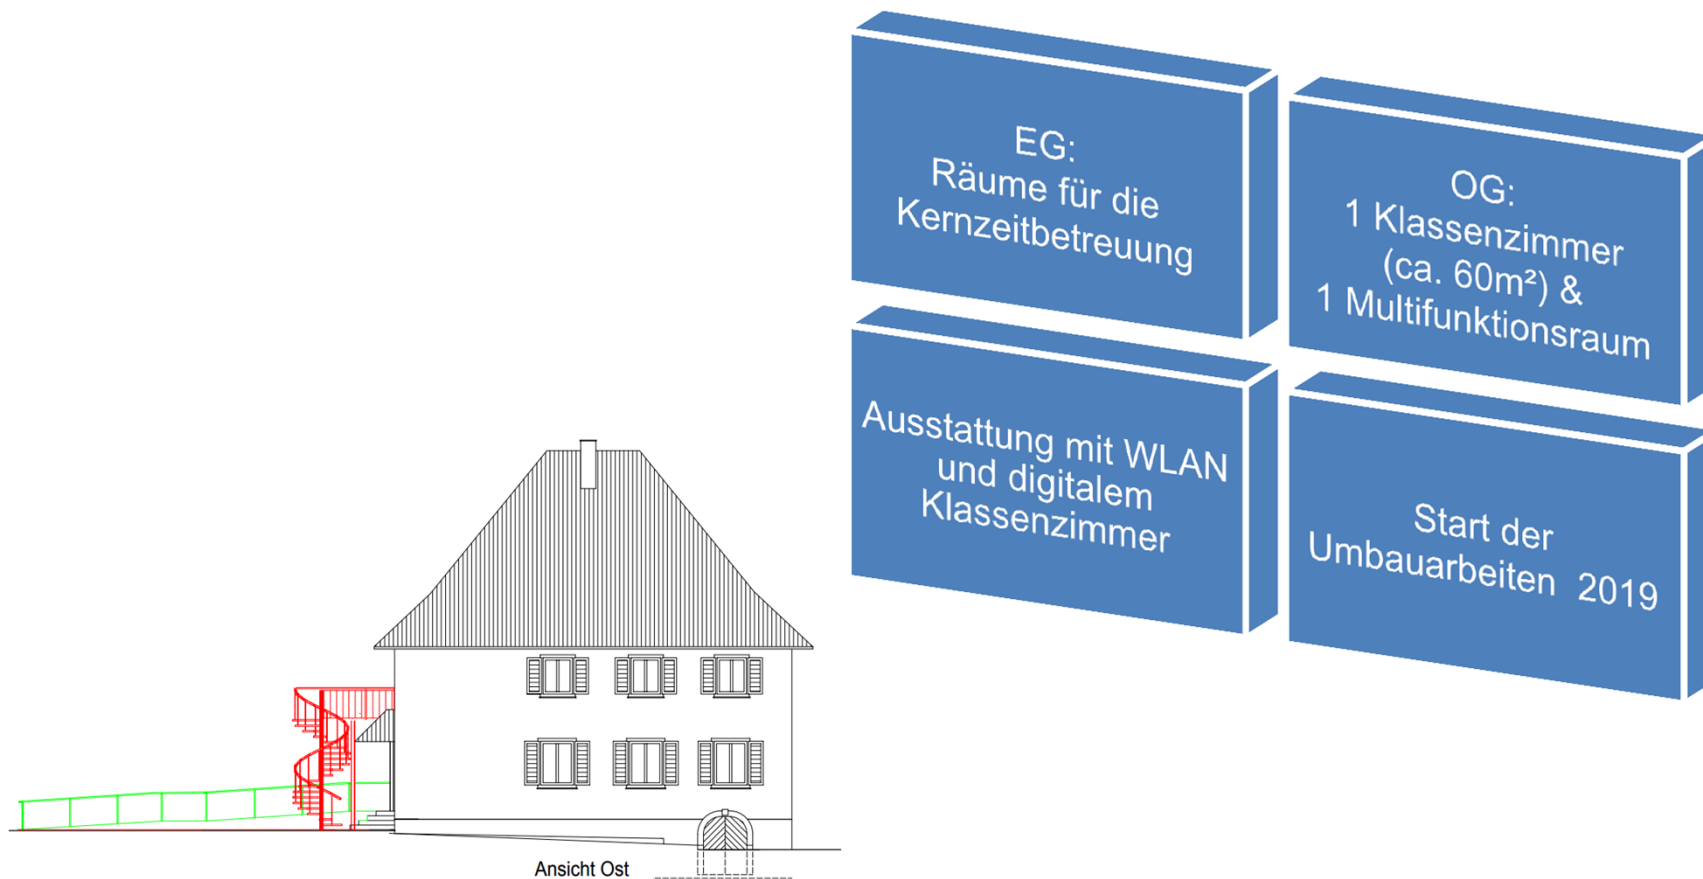 EG:
Räume für die
Kernzeitbetreuung
OG:
1 Klassenzimmer
(ca. 60m²) &
1 Multifunktionsraum
Ausstattung mit WLAN
und digitalem
Klassenzimmer
Start der
Umbauarbeiten 2019
Ansicht Ost